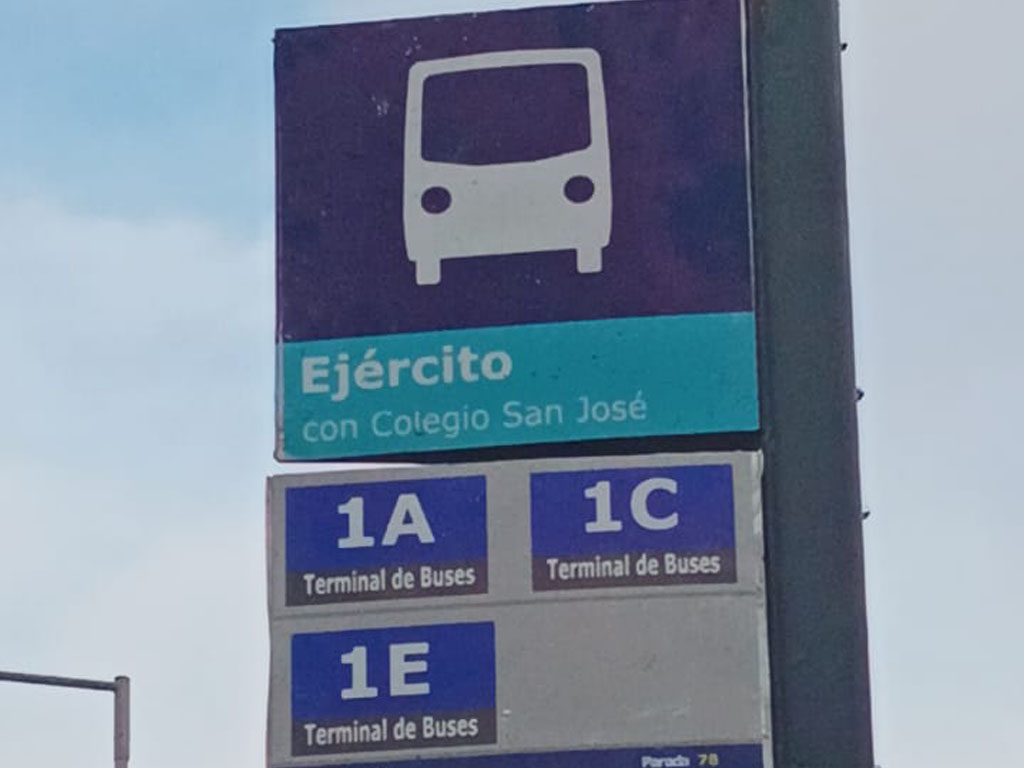 Ejército
con Colegio San José
1A
Terminal de Buses
1C
Terminal de Buses
1E
Terminal de Buses
Parada 78